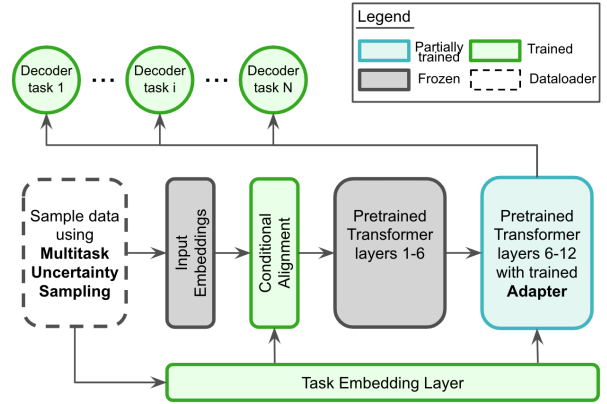 Legend
Partially
trained
Trained
Frozen
Dataloader
Decoder
task 1
...
Decoder
task i
...
Decoder
task N
Sample data
using
Multitask
Uncertainty
Sampling
Input
Embeddings
Conditional
Alignment
Pretrained
Transformer
layers 1-6
Pretrained
Transformer
layers 6-12
with trained
Adapter
Task Embedding Layer